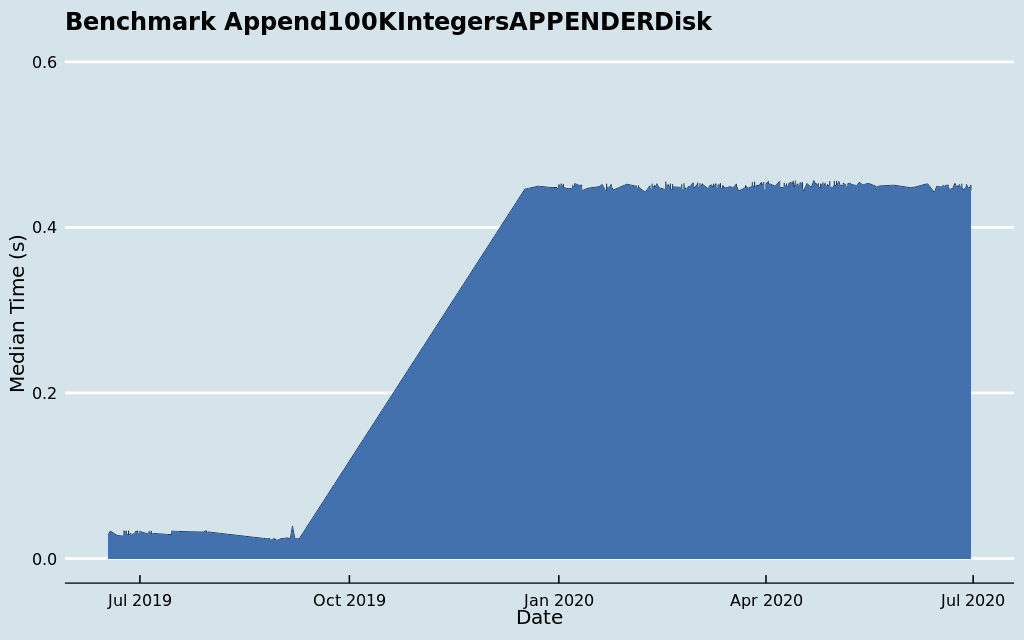 Benchmark Append100KIntegersAPPENDERDisk
0.6
0.4
0.2
0.0
Median Time (s)
Jul 2019 Oct 2019 Jan 2020 Apr 2020 Jul 2020
Date